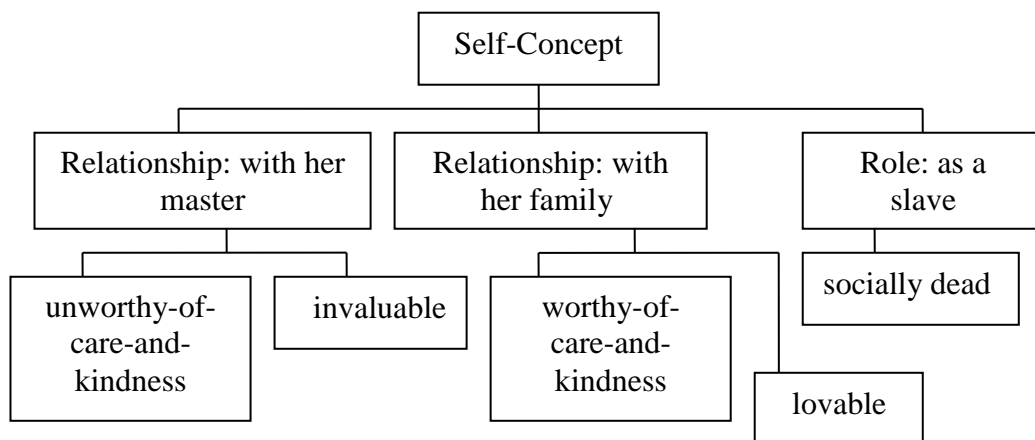 Self-Concept
Relationship: with her
master
Relationship: with
her family
Role: as a
slave
unworthy-of-
care-and-
kindness
invaluable
worthy-of-
care-and-
kindness
lovable
socially dead